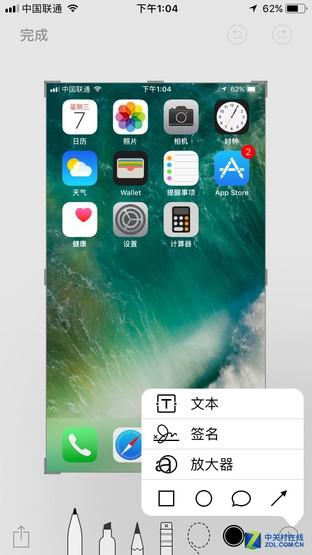 中国联通 下午1:04 62%
完成
中国联通 下午1:04 62%
星期三
7
日历 照片 相机 时钟
2
天气 Wallet 提醒事项 App Store
健康 设置 计算器
文本
签名
放大器
中关村在线
ZOL.COM.CN